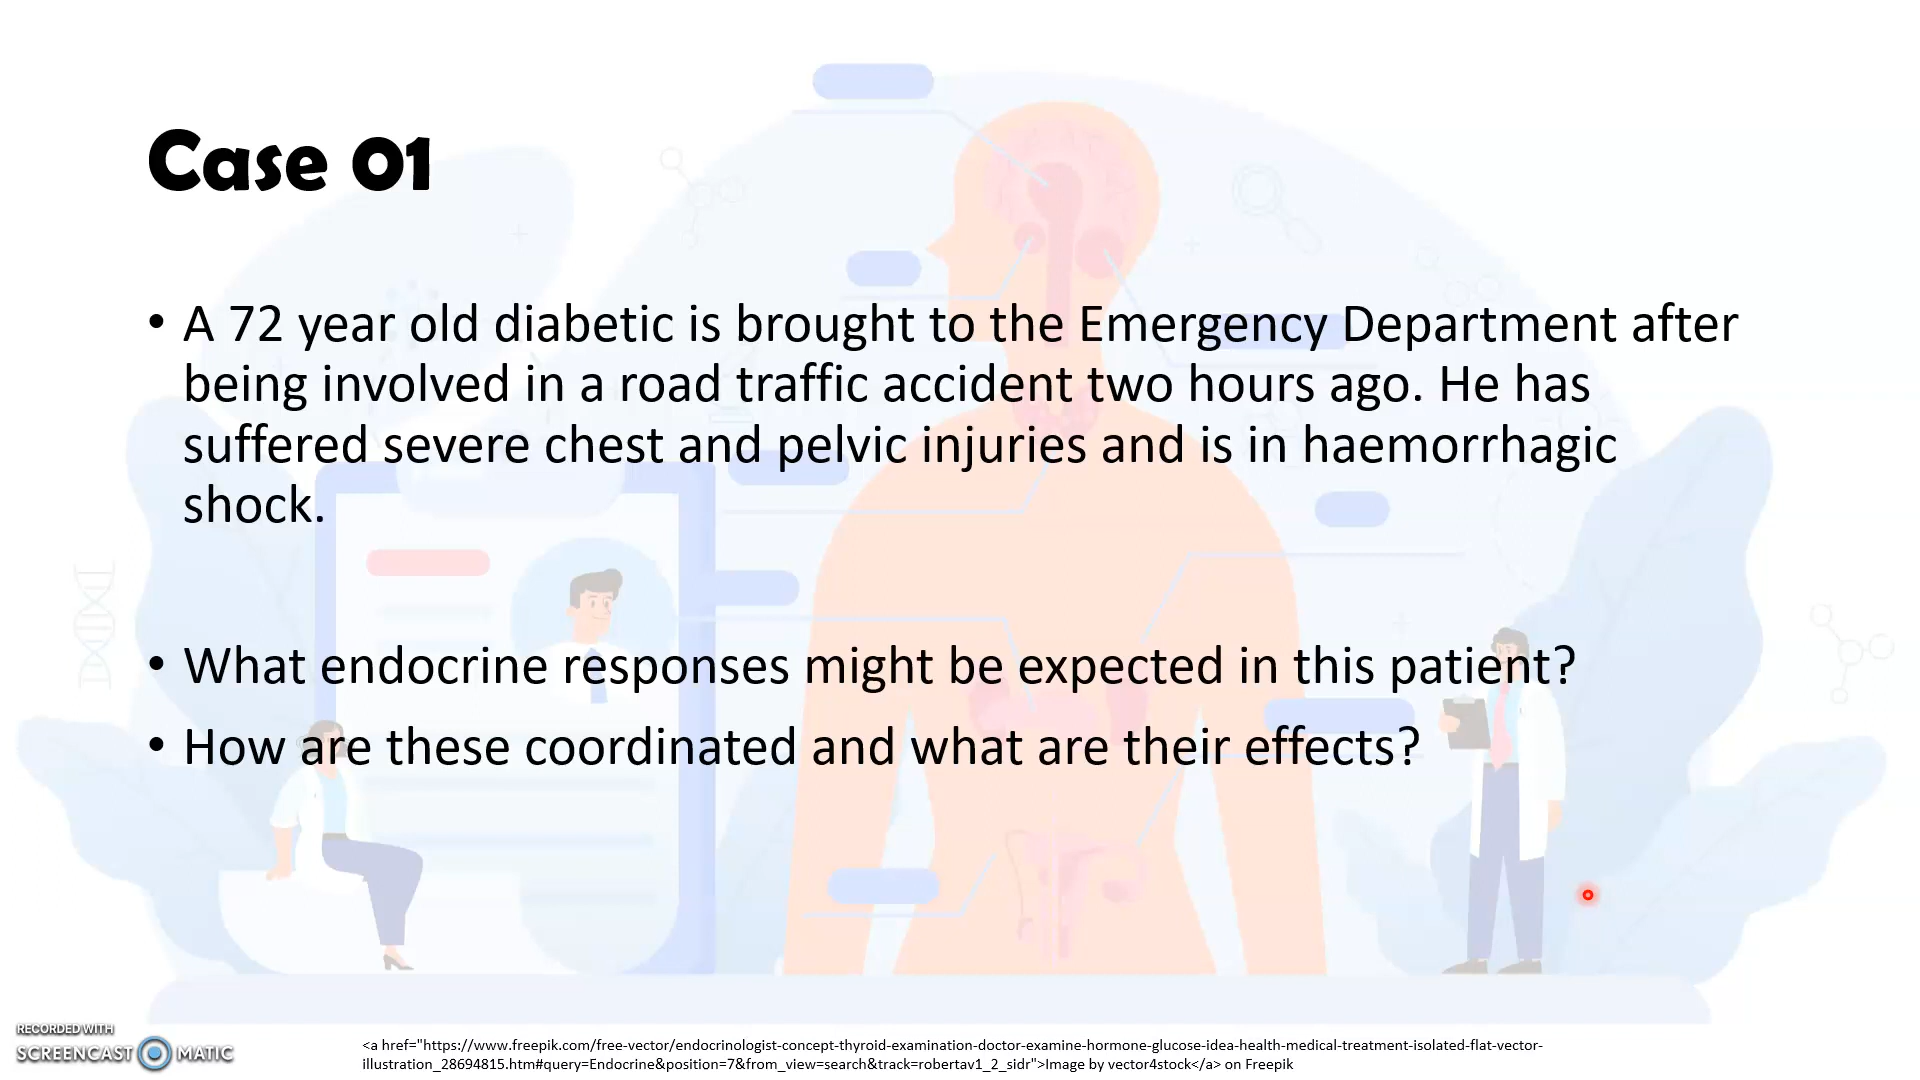 Case 01
• A 72 year old diabetic is brought to the Emergency Department after
being involved in a road traffic accident two hours ago. He has
suffered severe chest and pelvic injuries and is in haemorrhagic
shock.
• What endocrine responses might be expected in this patient?
• How are these coordinated and what are their effects?
RECORDED WITH
SCREENCAST MATIC
<a href="https://www.freepik.com/free-vector/endocrinologist-concept-thyroid-examination-doctor-examine-hormone-glucose-idea-health-medical-treatment-isolated-flat-vector-
illustration_28694815.htm#query=Endocrine&position=7&from_view=search&track=robertav1_2_sidr">Image by vector4stock</a> on Freepik